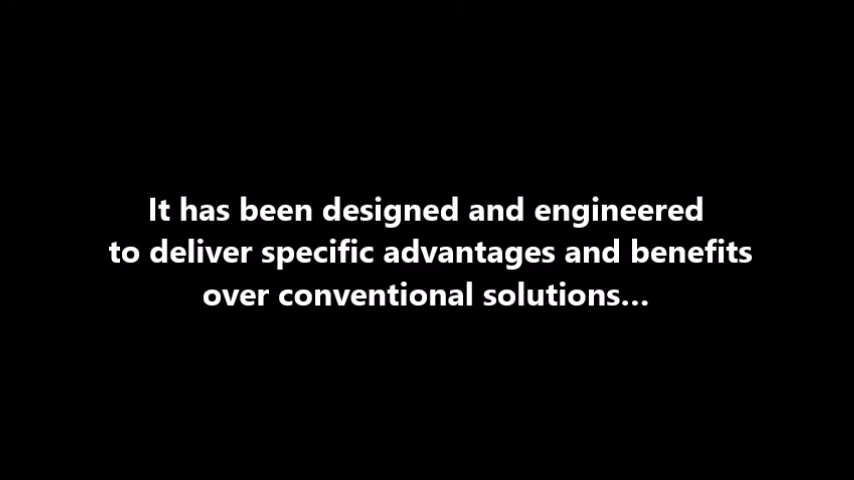 It has been designed and engineered
to deliver specific advantages and benefits
over conventional solutions...